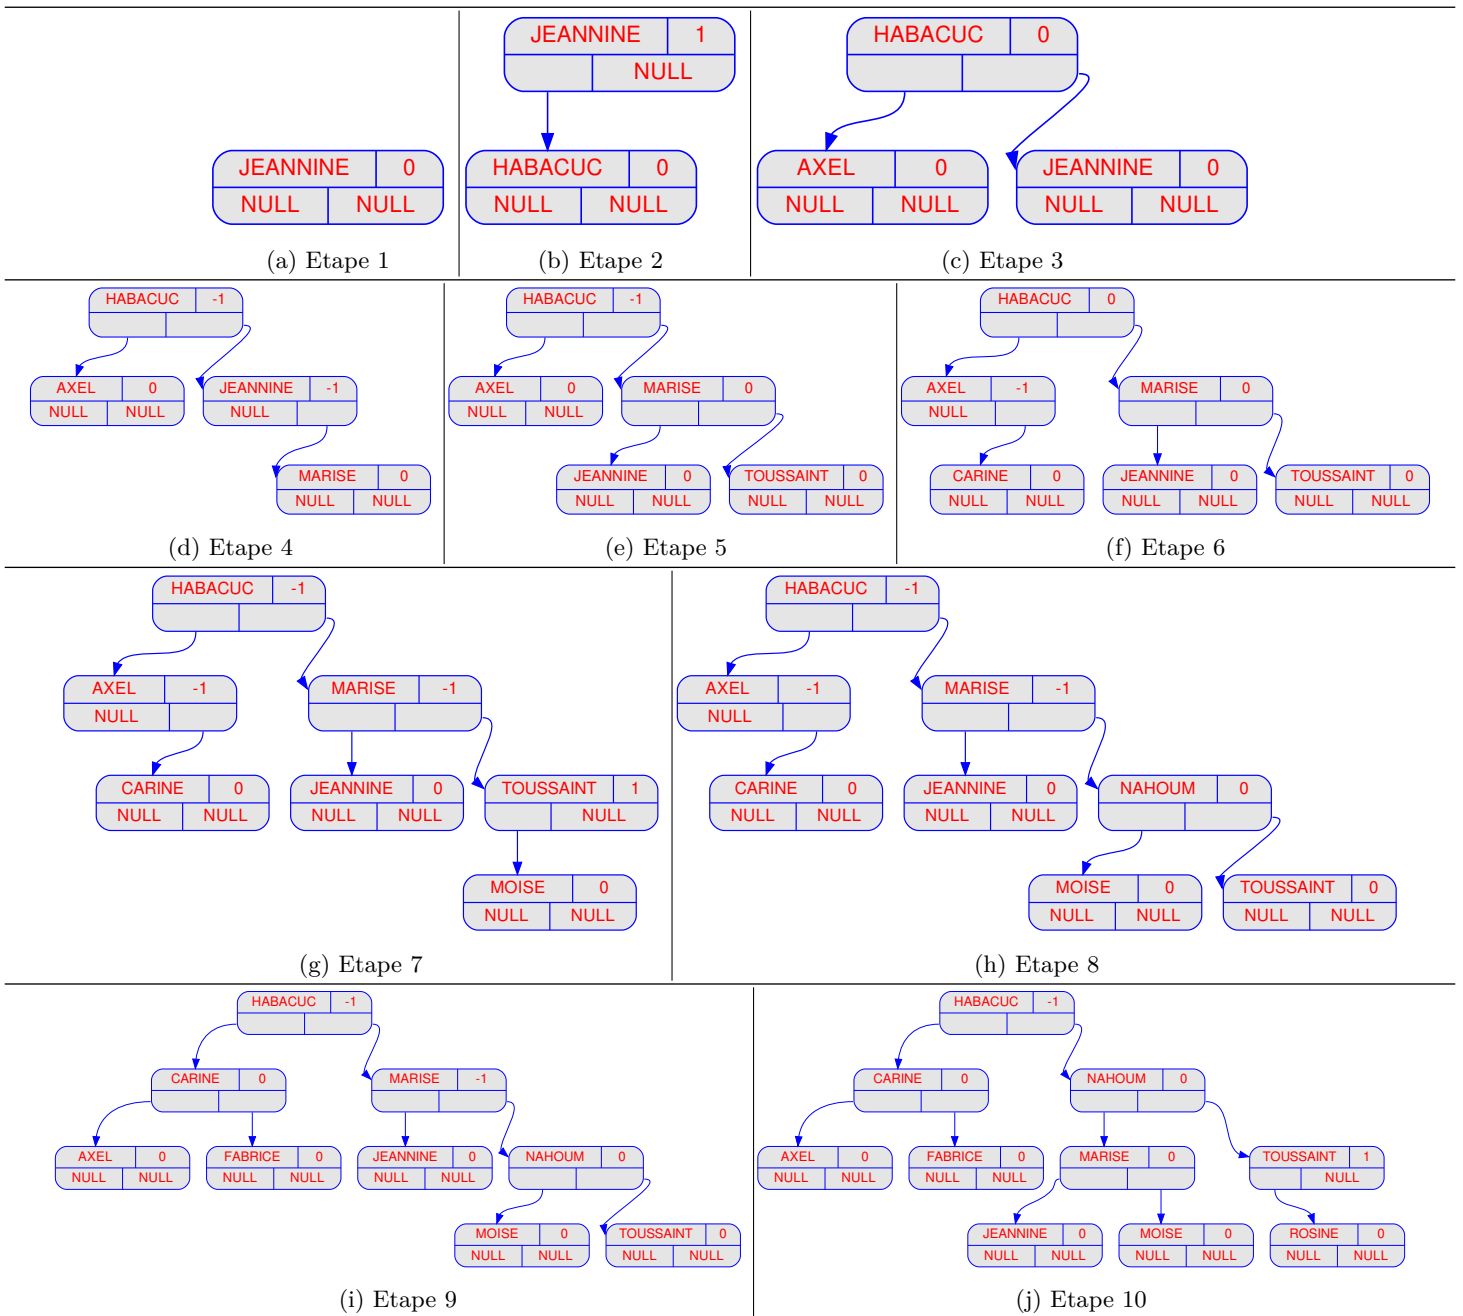 JEANNINE 1
NULL
HABACUC 0
JEANNINE 0
NULL NULL
HABACUC 0
NULL NULL
AXEL 0
NULL NULL
JEANNINE 0
NULL NULL
(a) Etape 1
(b) Etape 2
(c) Etape 3
HABACUC -1
AXEL 0
NULL NULL
JEANNINE -1
NULL
MARISE 0
NULL NULL
(d) Etape 4
HABACUC -1
AXEL 0
NULL NULL
MARISE 0
JEANNINE 0
NULL NULL
TOUSSAINT 0
NULL NULL
(e) Etape 5
HABACUC 0
AXEL -1
NULL
MARISE 0
CARINE 0
NULL NULL
JEANNINE 0
NULL NULL
TOUSSAINT 0
NULL NULL
(f) Etape 6
HABACUC -1
AXEL -1
NULL
MARISE -1
CARINE 0
NULL NULL
JEANNINE 0
NULL NULL
TOUSSAINT 1
NULL
MOISE 0
NULL NULL
(g) Etape 7
HABACUC -1
AXEL -1
NULL
MARISE -1
CARINE 0
NULL NULL
JEANNINE 0
NULL NULL
NAHOUM 0
MOISE 0
NULL NULL
TOUSSAINT 0
NULL NULL
(h) Etape 8
HABACUC -1
CARINE 0
MARISE -1
AXEL 0
NULL NULL
FABRICE 0
NULL NULL
JEANNINE 0
NULL NULL
NAHOUM 0
MOISE 0
NULL NULL
TOUSSAINT 0
NULL NULL
(i) Etape 9
HABACUC -1
CARINE 0
NAHOUM 0
AXEL 0
NULL NULL
FABRICE 0
NULL NULL
MARISE 0
TOUSSAINT 1
NULL
JEANNINE 0
NULL NULL
MOISE 0
NULL NULL
ROSINE 0
NULL NULL
(j) Etape 10